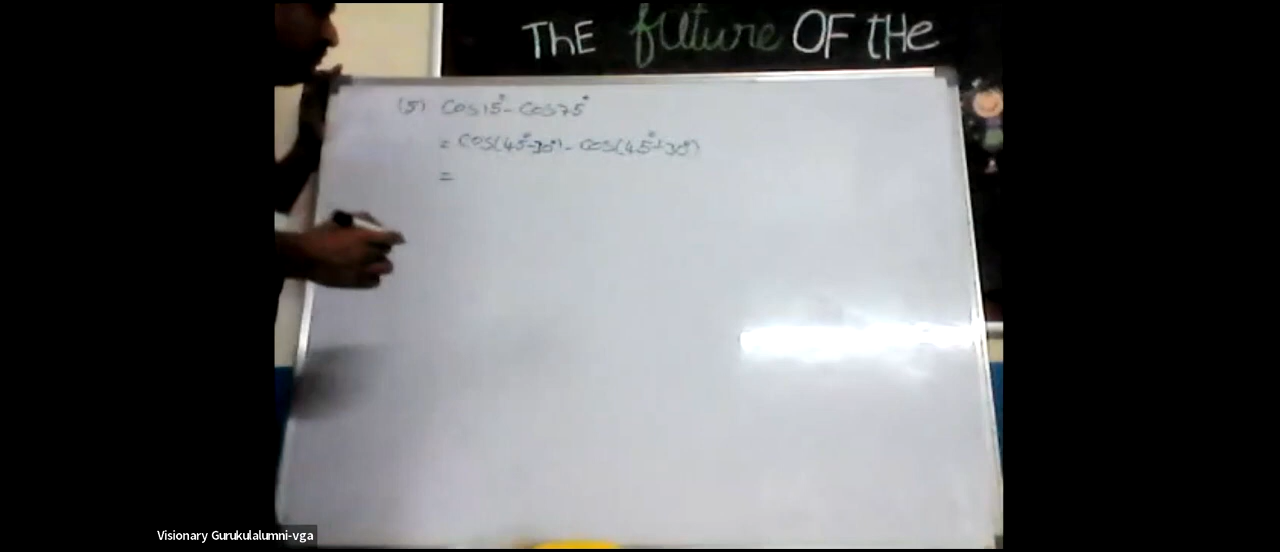 THE future OF tHe
(5) Cos15° - Cos75°
= Cos(45°-30°) - Cos(45°+30°)
=
Visionary Gurukulalumni-vga